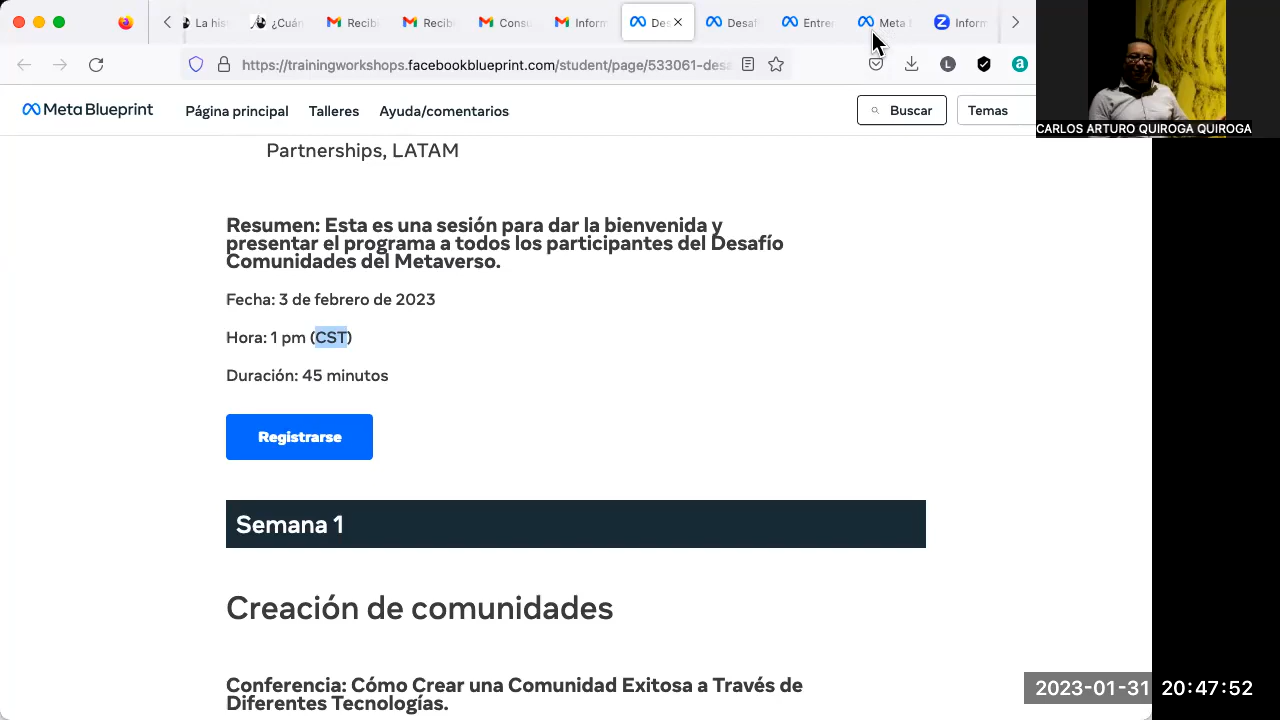 La his
¿Cuán
Recib
Recib
Consu
Inform
Des
Desaf
Entre
Meta
Inform
https://trainingworkshops.facebookblueprint.com/student/page/533061-desa
L
a
Meta Blueprint
Página principal
Talleres
Ayuda/comentarios
Buscar
Temas
CARLOS ARTURO QUIROGA QUIROGA
Partnerships, LATAM
Resumen: Esta es una sesión para dar la bienvenida y
presentar el programa a todos los participantes del Desafío
Comunidades del Metaverso.
Fecha: 3 de febrero de 2023
Hora: 1 pm (CST)
Duración: 45 minutos
Registrarse
Semana 1
Creación de comunidades
Conferencia: Cómo Crear una Comunidad Exitosa a Través de
Diferentes Tecnologías.
2023-01-31 20:47:52